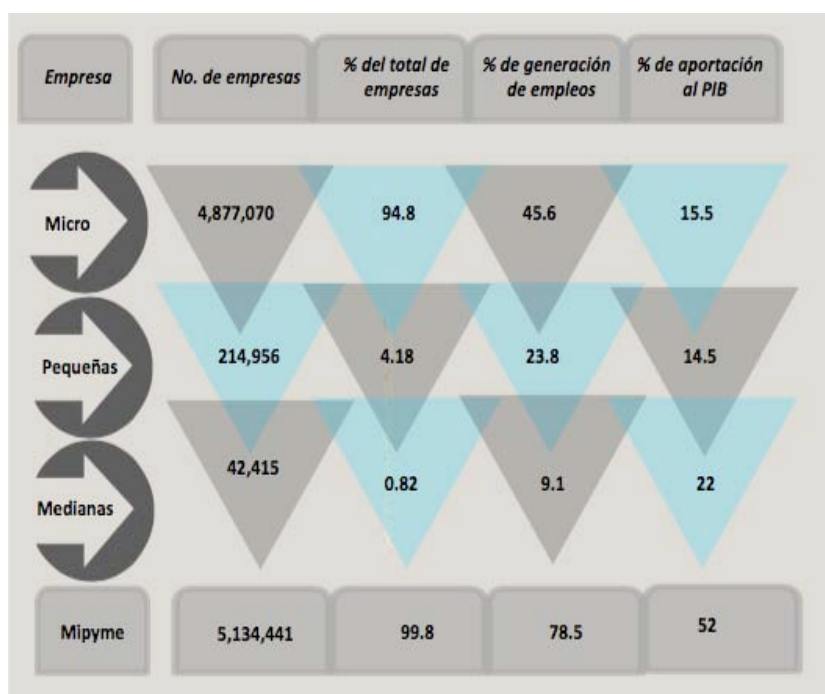 Empresa
No. de empresas
% del total de
empresas
% de generación
de empleos
% de aportación
al PIB
Micro
4,877,070
94.8
45.6
15.5
Pequeñas
214,956
4.18
23.8
14.5
Medianas
42,415
0.82
9.1
22
Mipyme
5,134,441
99.8
78.5
52